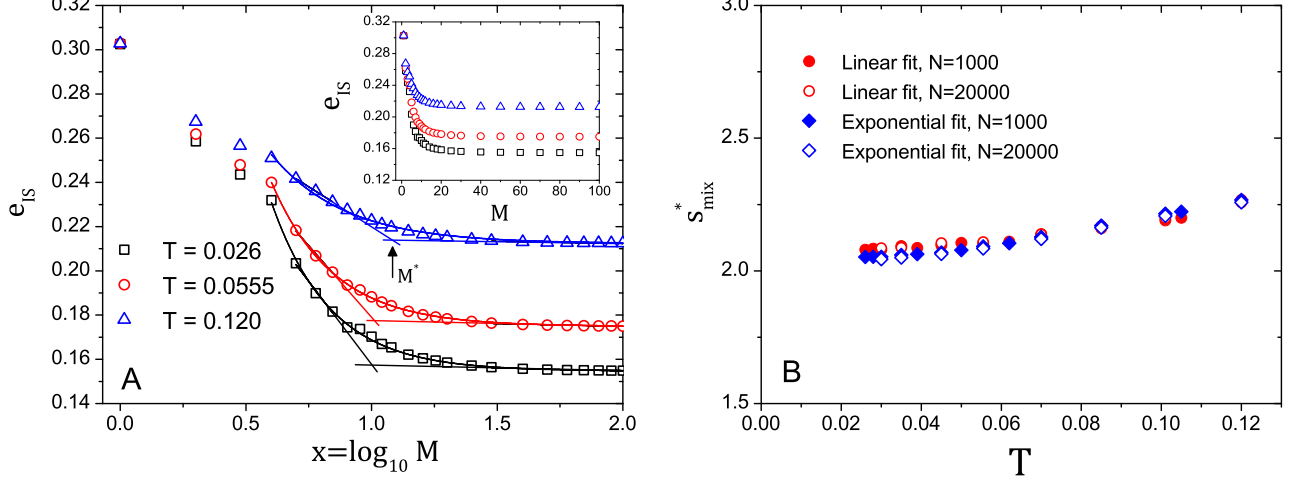 0.32
0.30
0.28
0.26
0.24
0.22
0.20
0.18
0.16
0.14
e_IS
0.0
0.5
1.0
1.5
2.0
x=log₁₀ M
T = 0.026
T = 0.0555
T = 0.120
A
M*
0.32
0.28
0.24
0.20
0.16
0.12
e_IS
0
20
40
60
80
100
M
3.0
2.5
2.0
1.5
s*_mix
Linear fit, N=1000
Linear fit, N=20000
Exponential fit, N=1000
Exponential fit, N=20000
B
0.00
0.02
0.04
0.06
0.08
0.10
0.12
T